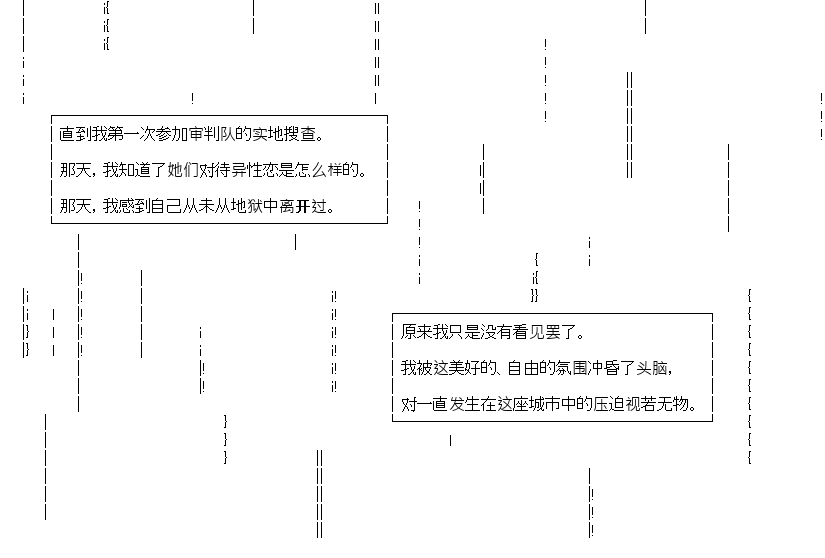 直到我第一次参加审判队的实地搜查。
那天，我知道了她们对待异性恋是怎么样的。
那天，我感到自己从未从地狱中离开过。
原来我只是没有看见罢了。
我被这美好的、自由的氛围冲昏了头脑，
对一直发生在这座城市中的压迫视若无物。